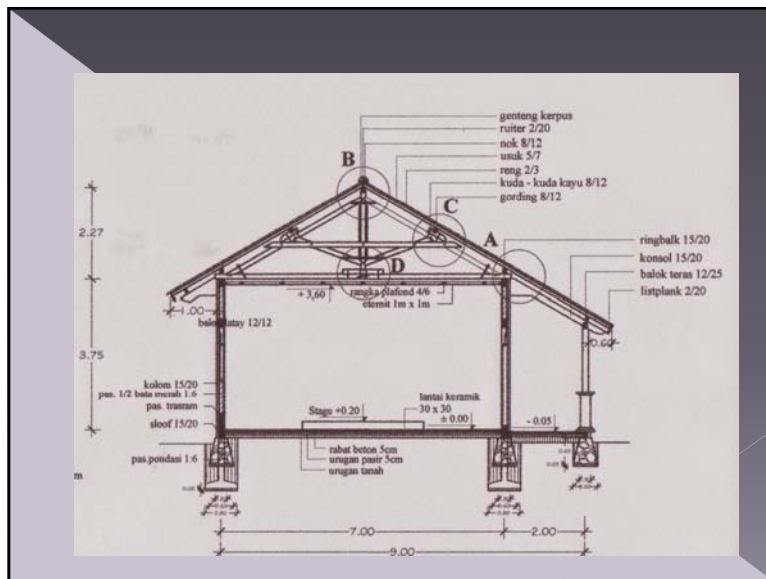 genteng kerpus
ruiter 2/20
nok 8/12
usuk 5/7
reng 2/3
kuda - kuda kayu 8/12
gording 8/12
B
C
A
D
ringbalk 15/20
konsol 15/20
balok teras 12/25
listplank 2/20
2.27
3.75
1.00
0.60
+ 3,60
rangka plafond 4/6
eternit 1m x 1m
12/12
kolom 15/20
pas. 1/2 bata merah 1:6
pas. trasram
sloof 15/20
pas.pondasi 1:6
m
Stage +0.20
lantai keramik
30 x 30
± 0.00
- 0.05
rabat beton 5cm
urugan pasir 5cm
urugan tanah
7.00
2.00
9.00